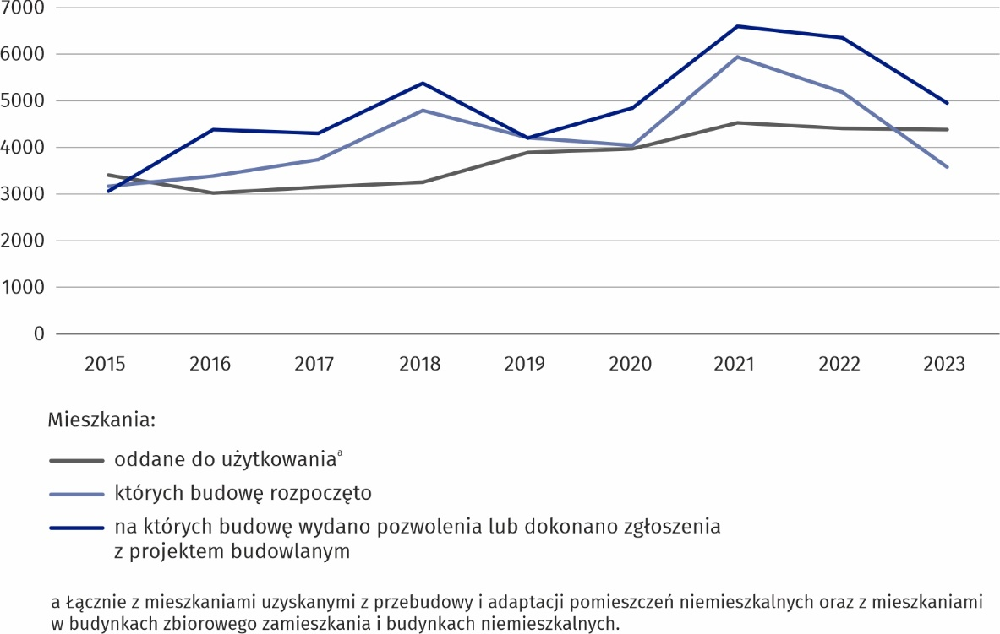 7000
6000
5000
4000
3000
2000
1000
0
2015 2016 2017 2018 2019 2020 2021 2022 2023
Mieszkania:
oddane do użytkowaniaª
których budowę rozpoczęto
na których budowę wydano pozwolenia lub dokonano zgłoszenia
z projektem budowlanym
a Łącznie z mieszkaniami uzyskanymi z przebudowy i adaptacji pomieszczeń niemieszkalnych oraz z mieszkaniami
w budynkach zbiorowego zamieszkania i budynkach niemieszkalnych.